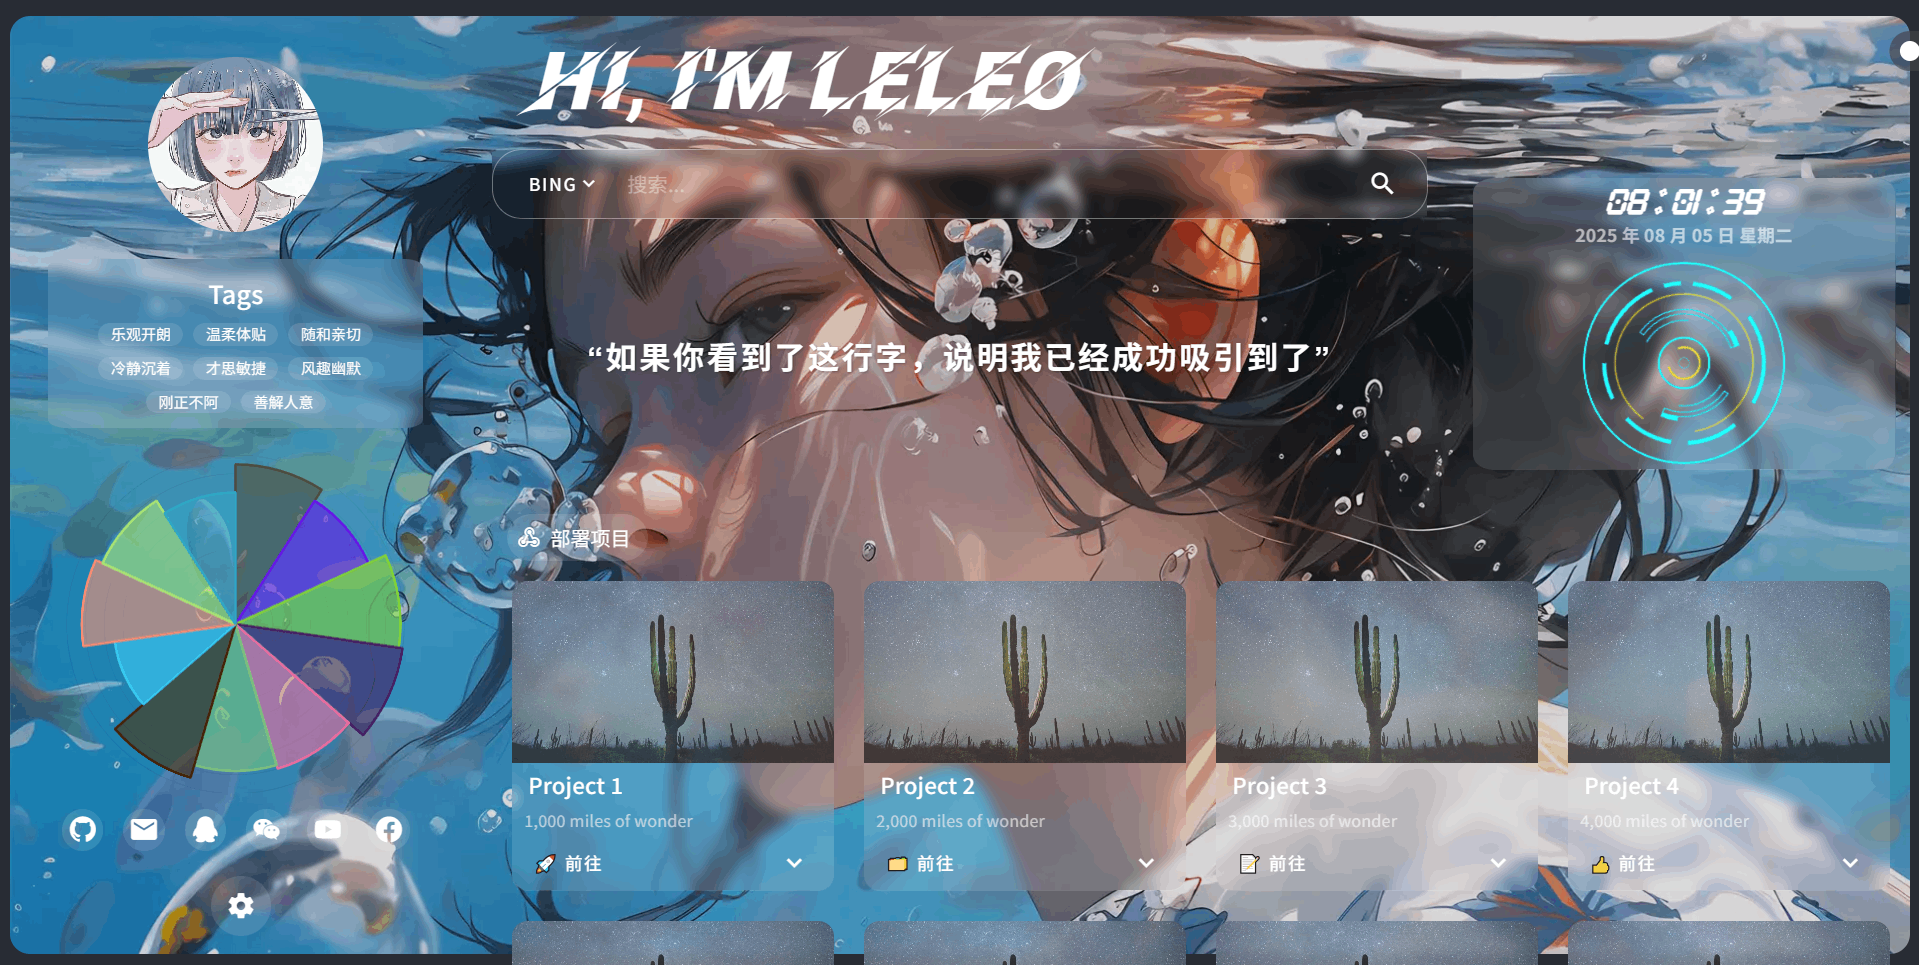 HI, I'M LELEO
BING 搜索...
08:01:39
2025 年 08 月 05 日 星期二
Tags
乐观开朗 温柔体贴 随和亲切
冷静沉着 才思敏捷 风趣幽默
刚正不阿 善解人意
“如果你看到了这行字，说明我已经成功吸引到了”
部署项目
Project 1
1,000 miles of wonder
前往
Project 2
2,000 miles of wonder
前往
Project 3
3,000 miles of wonder
前往
Project 4
4,000 miles of wonder
前往